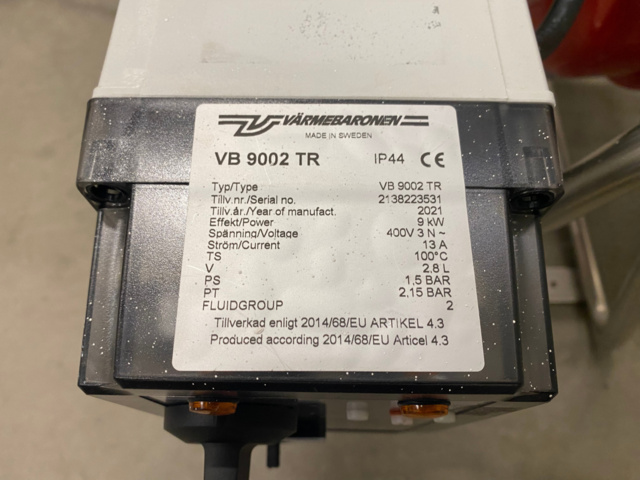 VÄRMEBARONEN
MADE IN SWEDEN
VB 9002 TR IP44 CE
Typ/Type VB 9002 TR
Tillv.nr./Serial no. 2138223531
Tillv.år./Year of manufact. 2021
Effekt/Power 9 kW
Spänning/Voltage 400V 3 N ~
Ström/Current 13 A
TS 100°C
V 2,8 L
PS 1,5 BAR
PT 2,15 BAR
FLUIDGROUP 2
Tillverkad enligt 2014/68/EU ARTIKEL 4.3
Produced according 2014/68/EU Articel 4.3